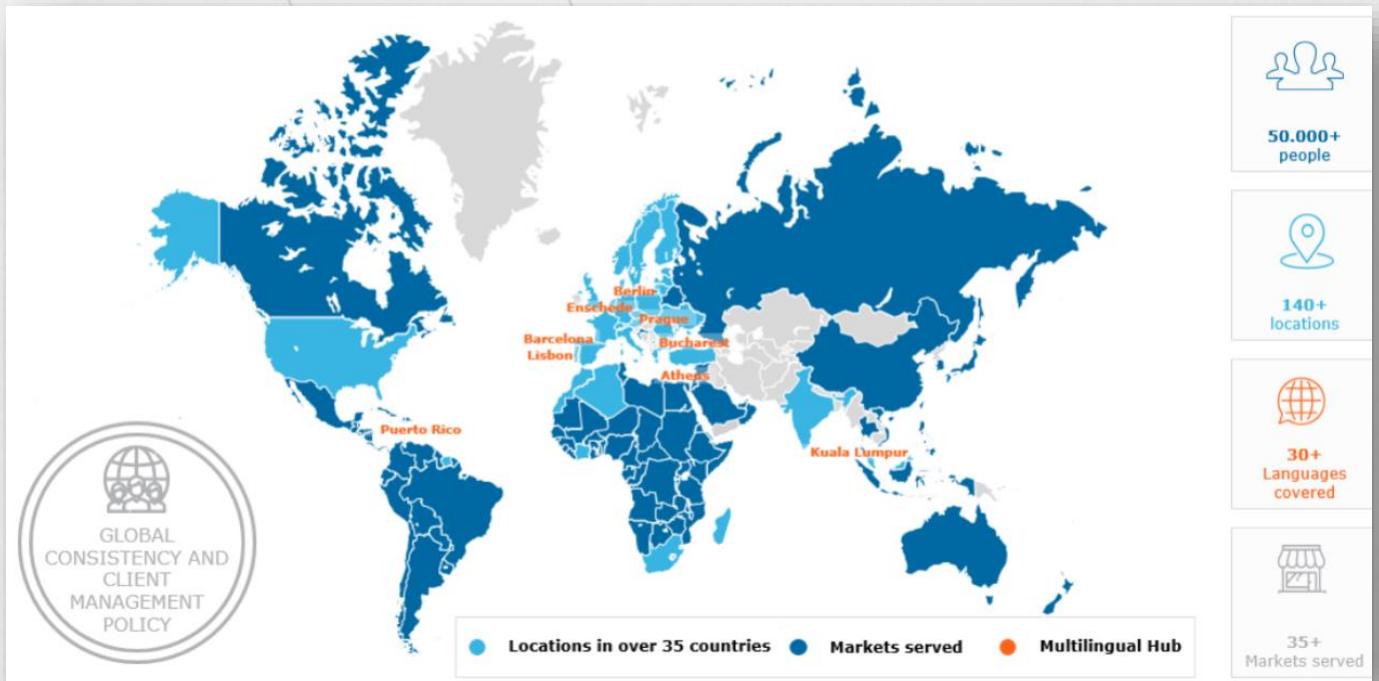 50.000+
people
140+
locations
30+
Languages
covered
35+
Markets served
Berlin
Enschede
Prague
Barcelona
Bucharest
Lisbon
Athens
Puerto Rico
Kuala Lumpur
GLOBAL
CONSISTENCY AND
CLIENT
MANAGEMENT
POLICY
Locations in over 35 countries
Markets served
Multilingual Hub